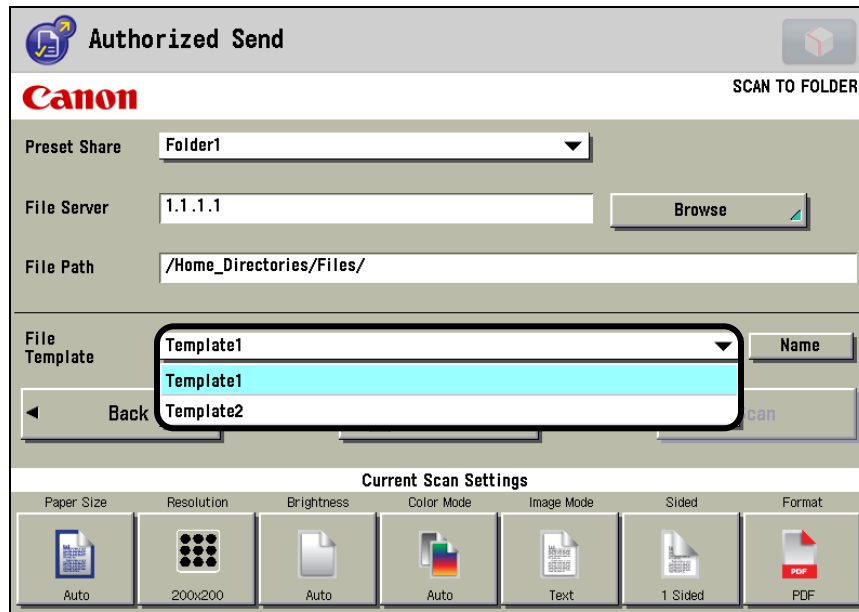 Authorized Send
Canon
SCAN TO FOLDER
Preset Share
Folder1
File Server
1.1.1.1
Browse
File Path
/Home_Directories/Files/
File
Template
Template1
Name
Template1
Template2
Back
Current Scan Settings
Paper Size
Resolution
Brightness
Color Mode
Image Mode
Sided
Format
PDF
Auto
200x200
Auto
Auto
Text
1 Sided
PDF